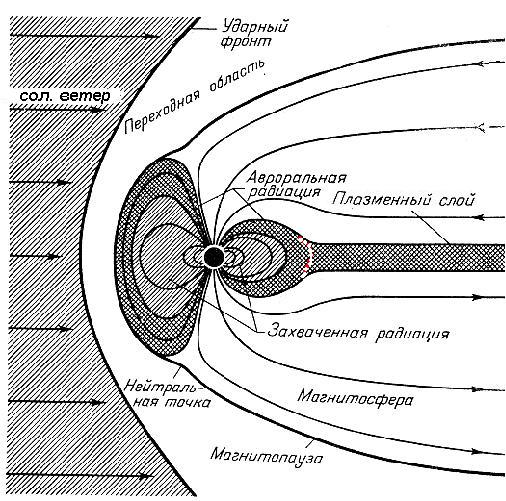 Ударный
фронт
сол. ветер
Переходная область
Авроральная
радиация
Плазменный слой
Захваченная радиация
Нейтраль-
ная точка
Магнитосфера
Магнитопауза